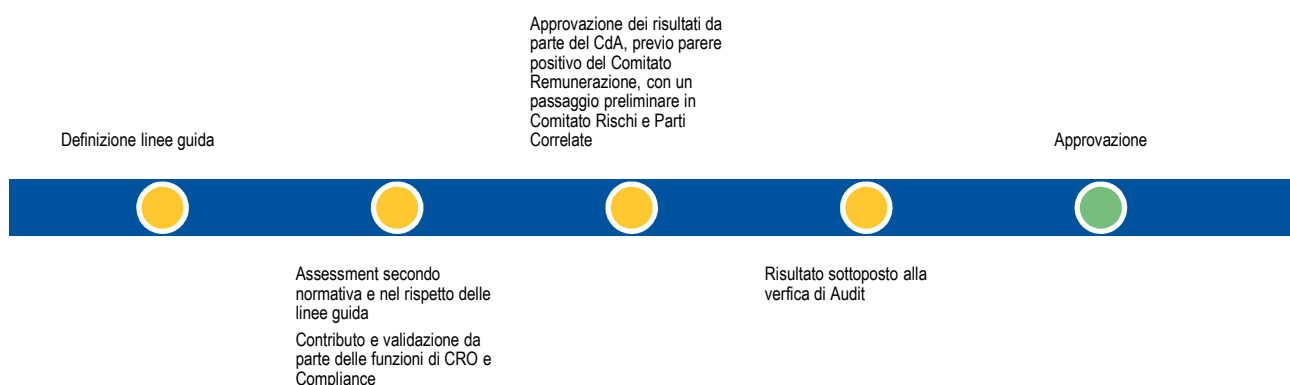 Definizione linee guida
Assessment secondo
normativa e nel rispetto delle
linee guida
Contributo e validazione da
parte delle funzioni di CRO e
Compliance
Approvazione dei risultati da
parte del CdA, previo parere
positivo del Comitato
Remunerazione, con un
passaggio preliminare in
Comitato Rischi e Parti
Correlate
Risultato sottoposto alla
verfica di Audit
Approvazione